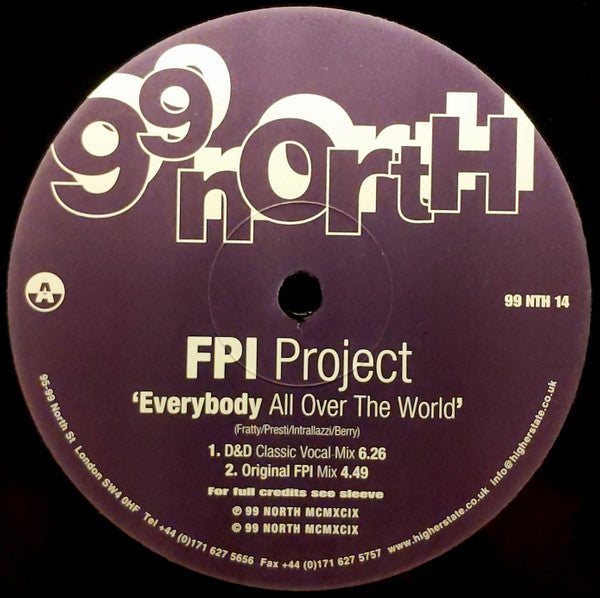 99 north
A
99 NTH 14
FPI Project
'Everybody All Over The World'
(Fratty/Presti/Intrallazzi/Berry)
1. D&D Classic Vocal Mix 6.26
2. Original FPI Mix 4.49
For full credits see sleeve
℗ 99 NORTH MCMXCIX
© 99 NORTH MCMXCIX
95-99 North St London SW4 0HF Tel +44 (0)171 627 5656 Fax +44 (0)171 627 5757 www.higherstate.co.uk info@higherstate.co.uk